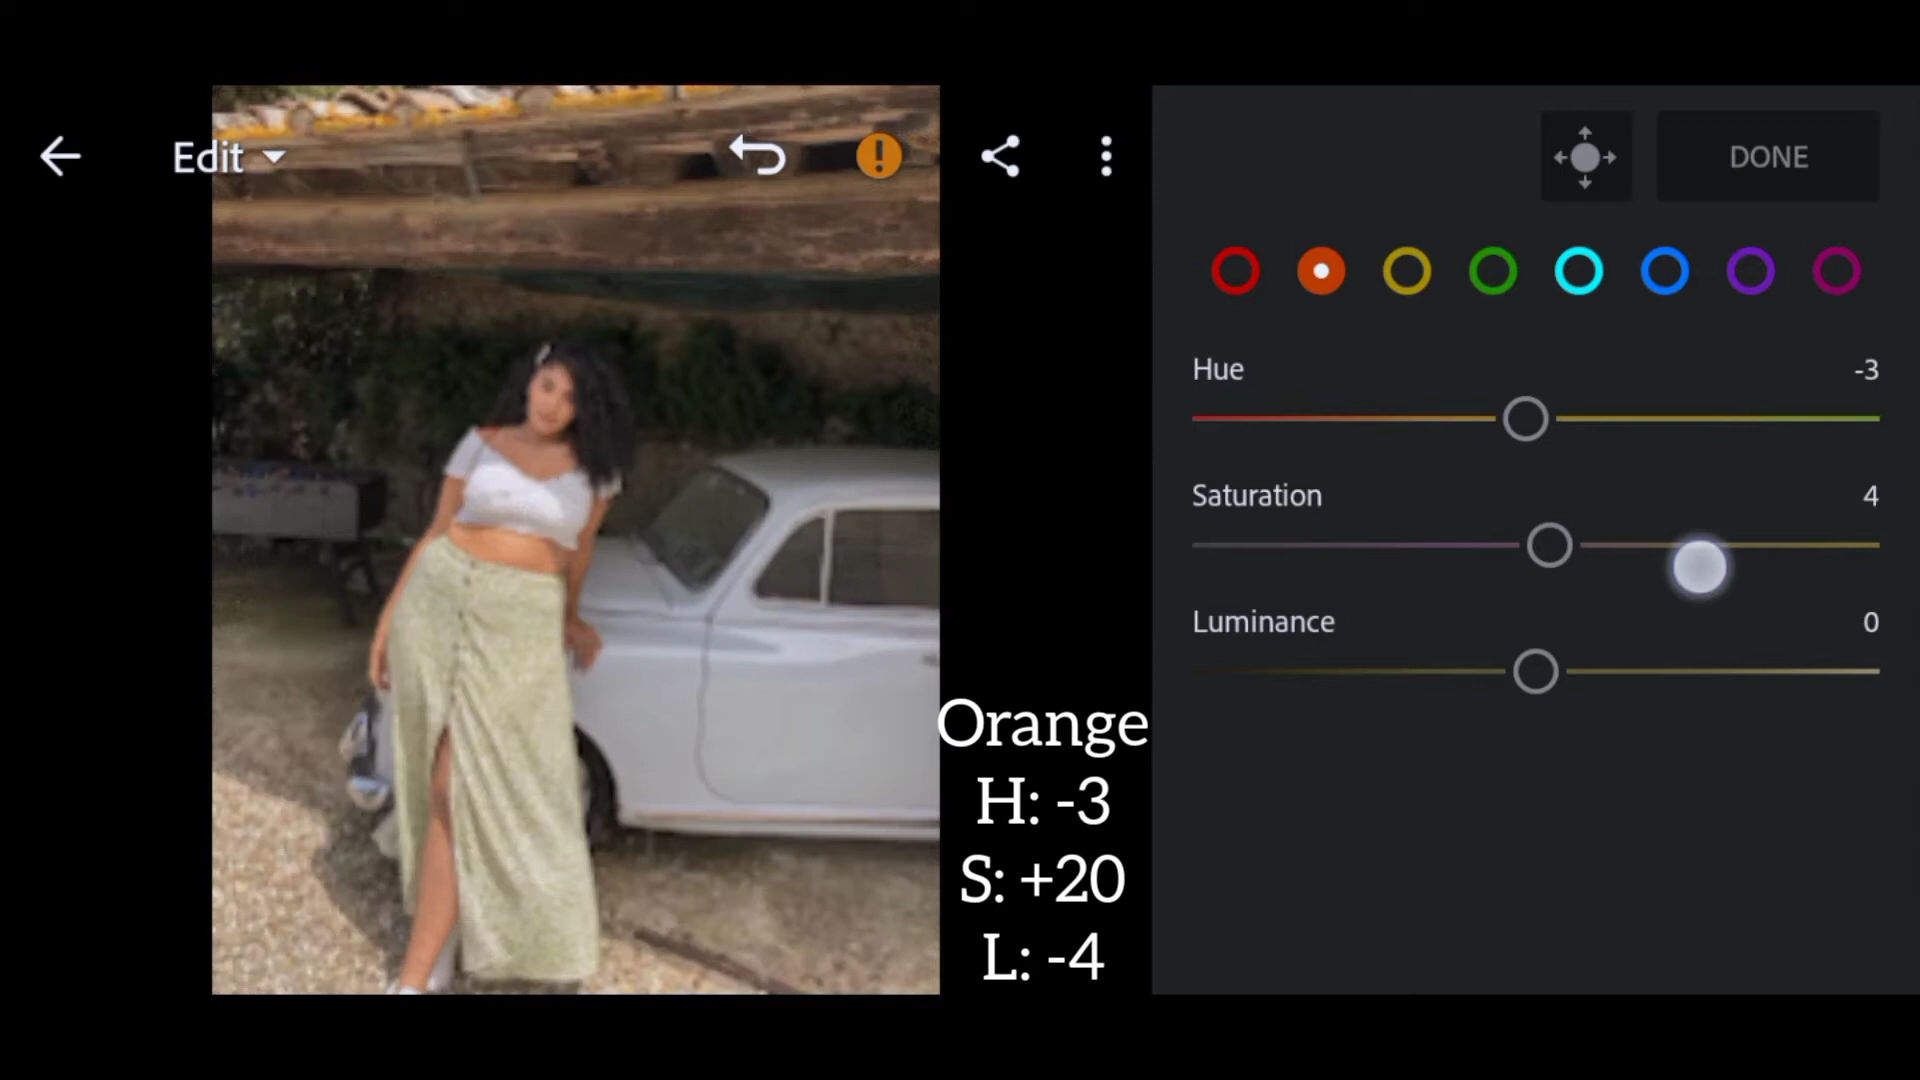 Edit
DONE
Hue -3
Saturation 4
Luminance 0
Orange
H: -3
S: +20
L: -4